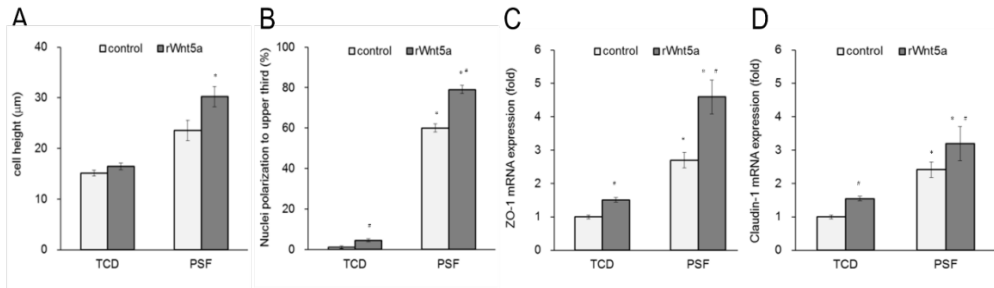 A
control rWnt5a
cell height (μm)
40
30
20
10
0
*
TCD PSF
B
control rWnt5a
Nuclei polarization to upper third (%)
100
80
60
40
20
0
#
*
* #
TCD PSF
C
control rWnt5a
ZO-1 mRNA expression (fold)
6
5
4
3
2
1
0
#
*
* #
TCD PSF
D
control rWnt5a
Claudin-1 mRNA expression (fold)
6
5
4
3
2
1
0
#
*
* #
TCD PSF